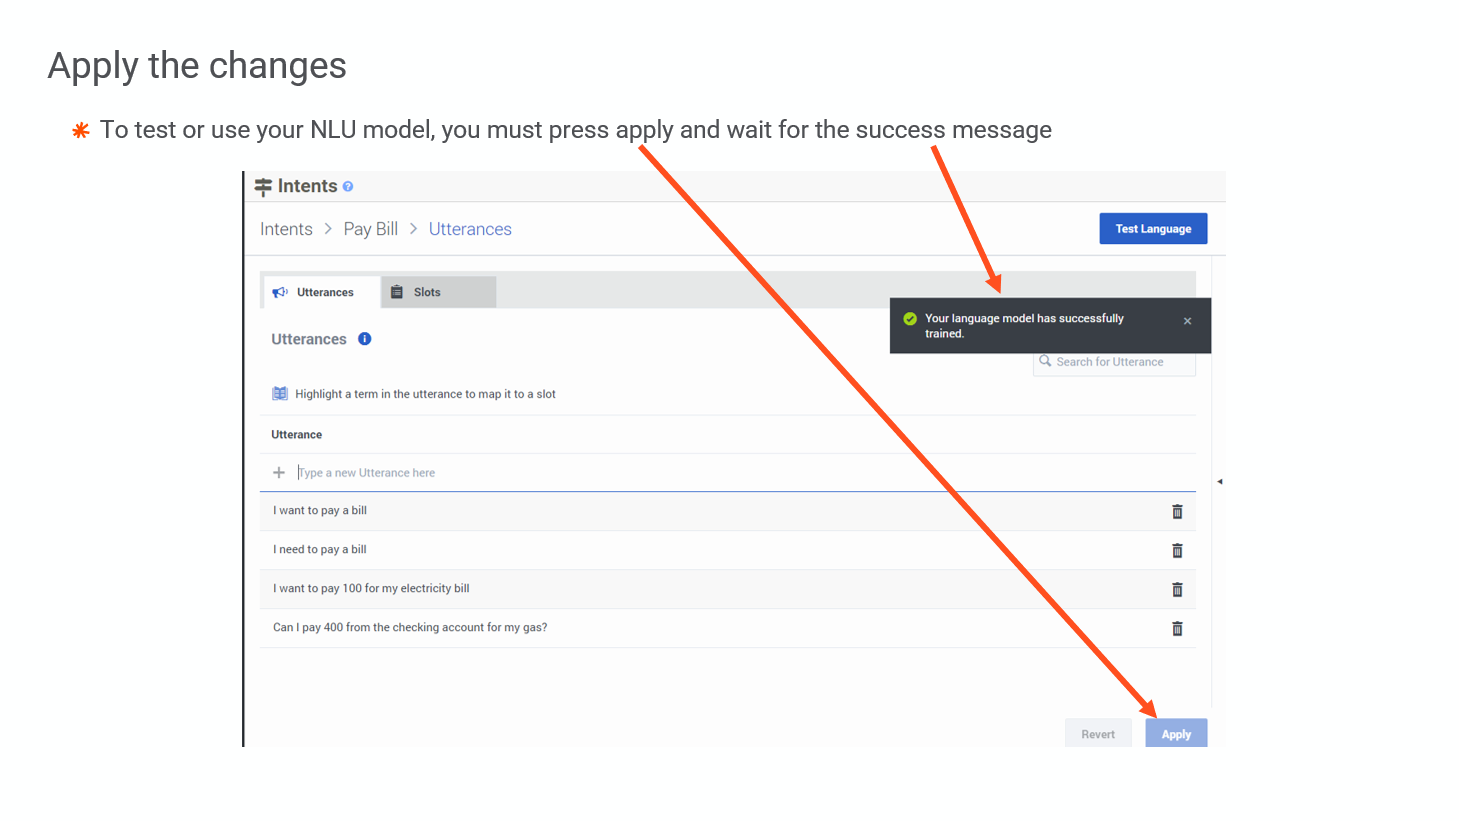 Apply the changes
To test or use your NLU model, you must press apply and wait for the success message
Intents
Intents > Pay Bill > Utterances
Test Language
Utterances
Slots
Your language model has successfully
trained.
Utterances
Search for Utterance
Highlight a term in the utterance to map it to a slot
Utterance
Type a new Utterance here
I want to pay a bill
I need to pay a bill
I want to pay 100 for my electricity bill
Can I pay 400 from the checking account for my gas?
Revert
Apply